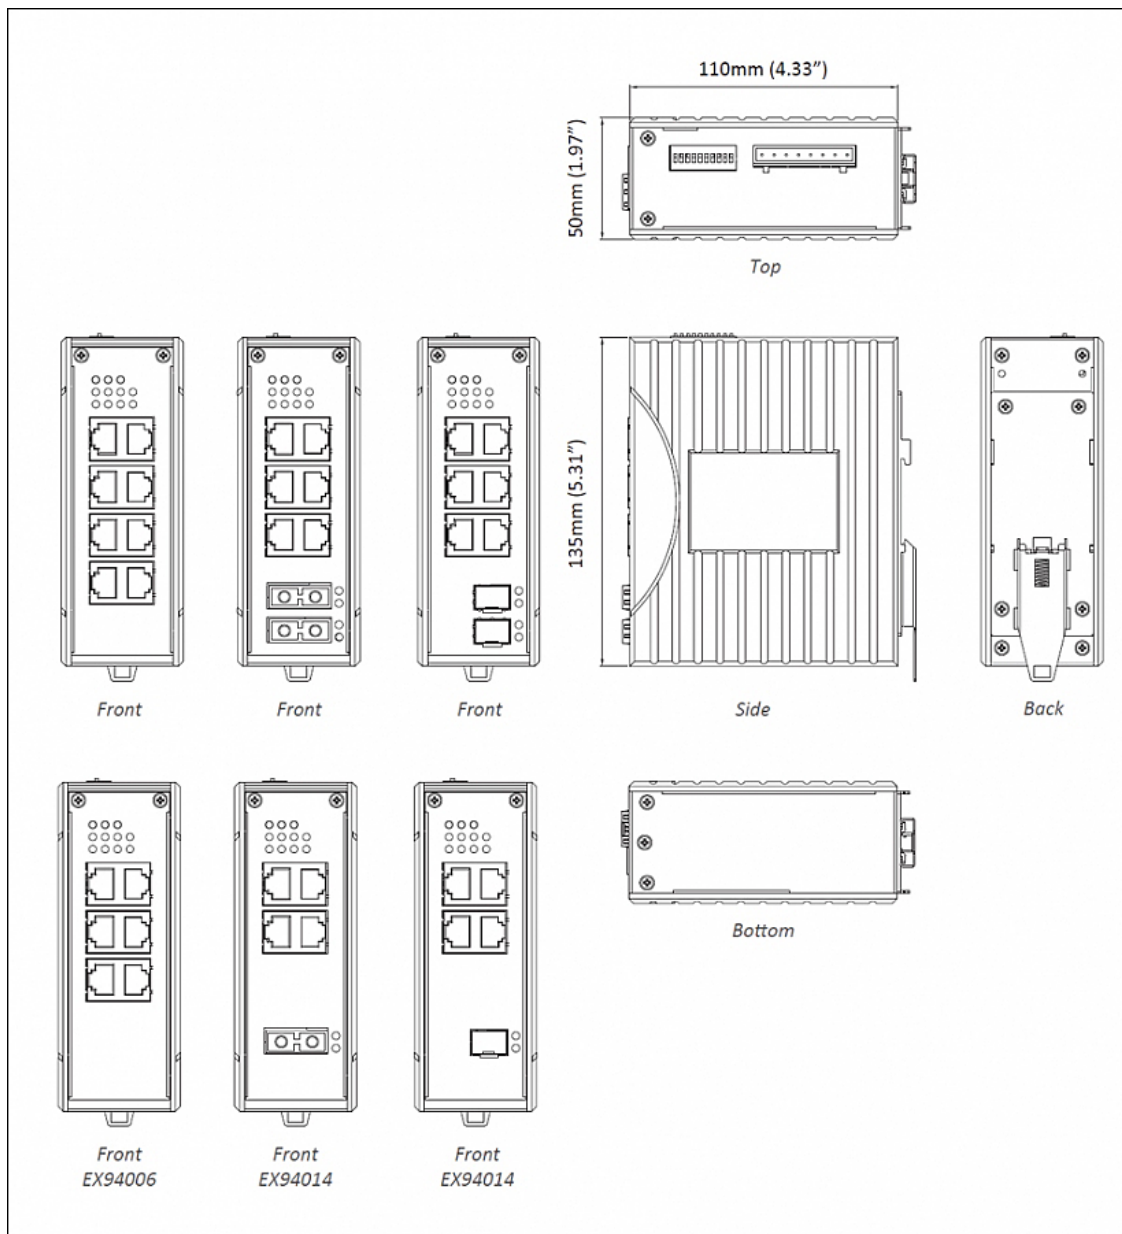 110mm (4.33”)
50mm (1.97”)
Top
135mm (5.31”)
Front
Front
Front
Side
Back
Bottom
Front
EX94006
Front
EX94014
Front
EX94014